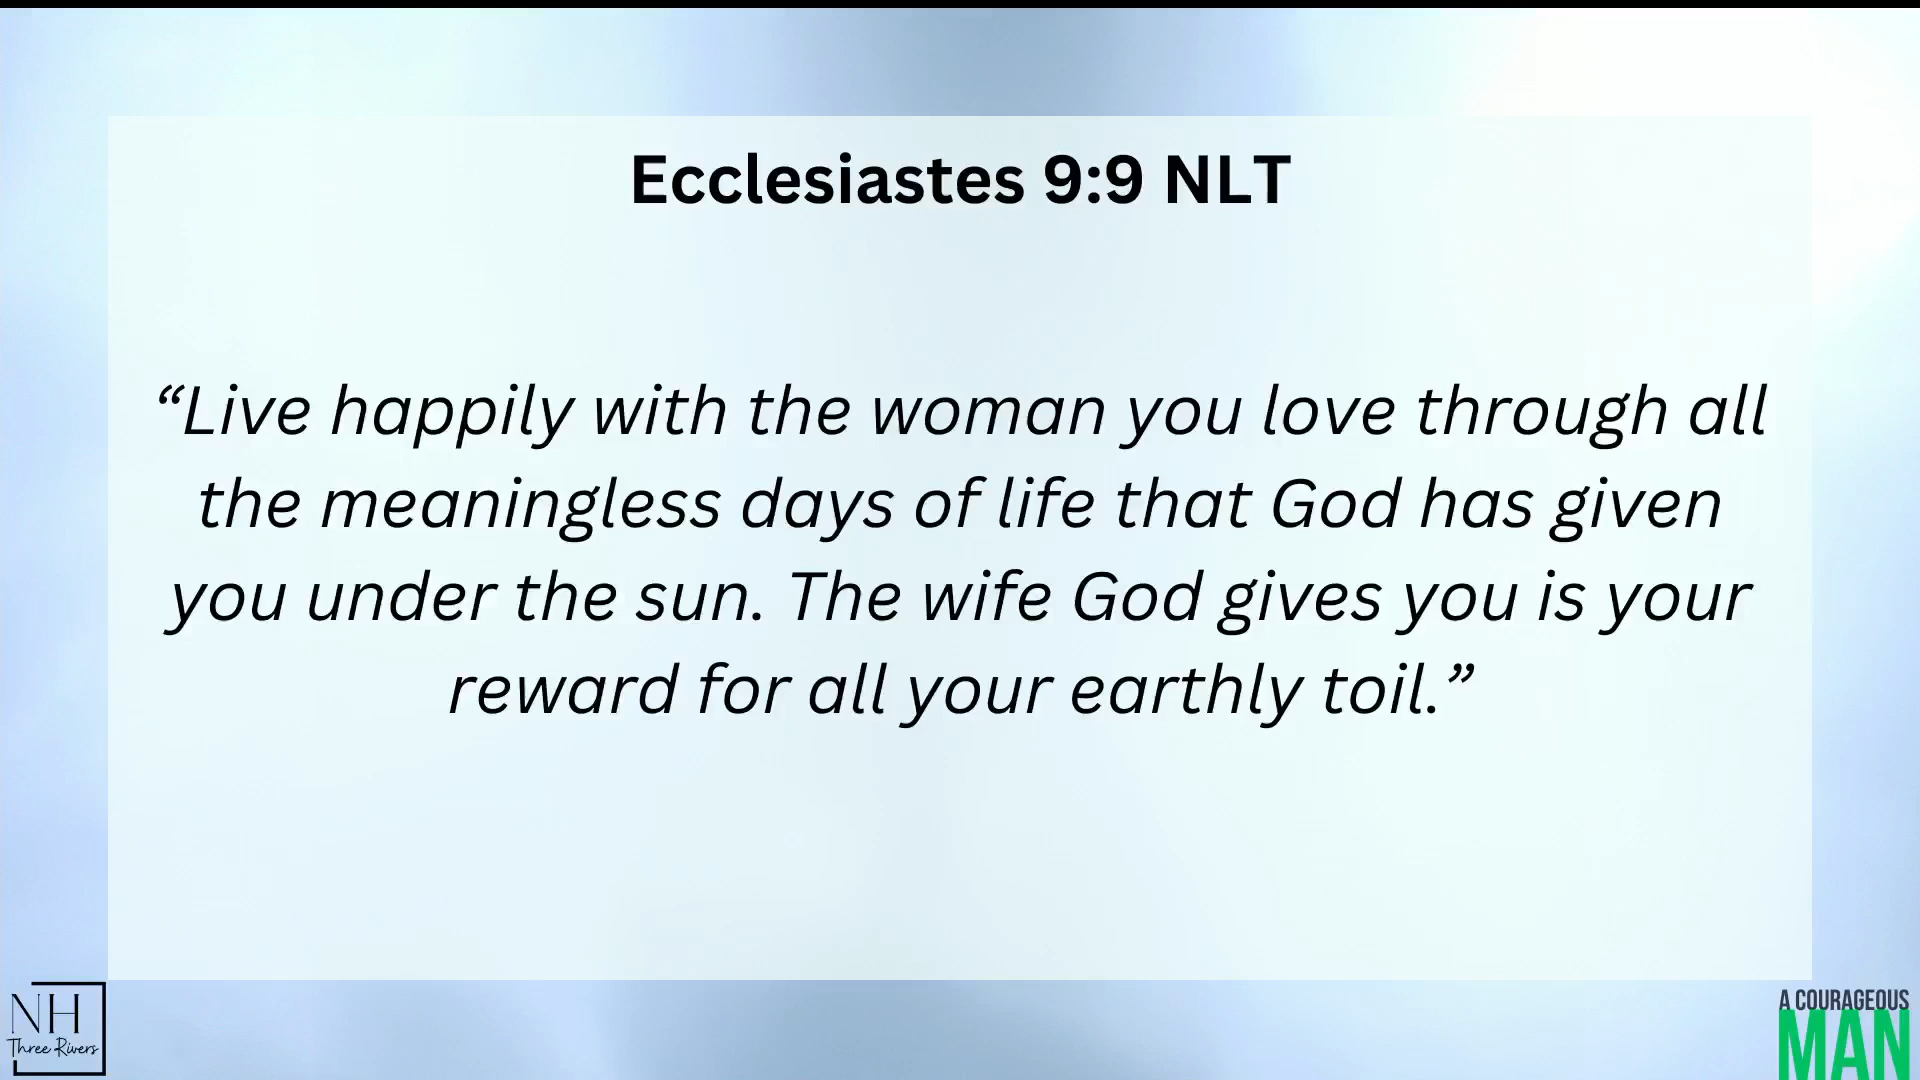 Ecclesiastes 9:9 NLT
“Live happily with the woman you love through all
the meaningless days of life that God has given
you under the sun. The wife God gives you is your
reward for all your earthly toil.”
NH
Three Rivers
A COURAGEOUS
MAN